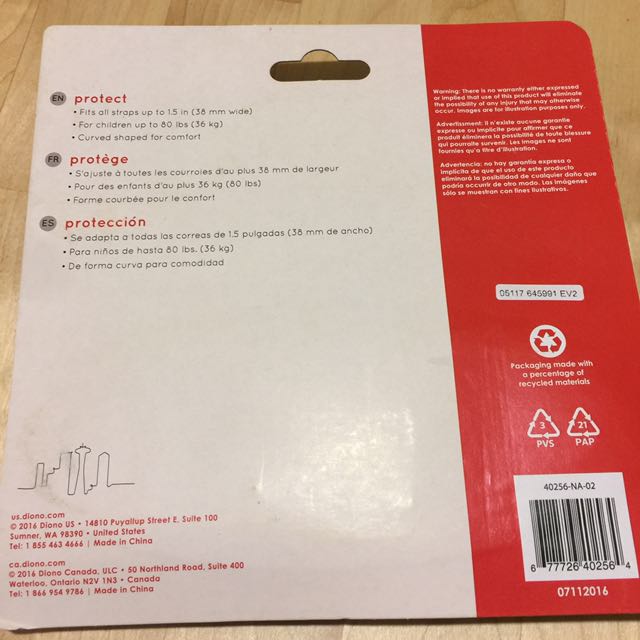 EN protect
• Fits all straps up to 1.5 in (38 mm wide)
• For children up to 80 lbs (36 kg)
• Curved shaped for comfort
FR protège
• S'ajuste à toutes les courroies d'au plus 38 mm de largeur
• Pour des enfants d'au plus 36 kg (80 lbs)
• Forme courbée pour le confort
ES protección
• Se adapta a todas las correas de 1.5 pulgadas (38 mm de ancho)
• Para niños de hasta 80 lbs. (36 kg)
• De forma curva para comodidad
us.diono.com
© 2016 Diono US • 14810 Puyallup Street E, Suite 100
Sumner, WA 98390 • United States
Tel: 1 855 463 4666 | Made in China
ca.diono.com
© 2016 Diono Canada, ULC • 50 Northland Road, Suite 400
Waterloo, Ontario N2V 1N3 • Canada
Tel: 1 866 954 9786 | Made in China
Warning: There is no warranty either expressed
or implied that use of this product will eliminate
the possibility of any injury that may otherwise
occur. Images are for illustration purposes only.
Advertissment: il n'existe aucune garantie
expresse ou implicite pour affirmer que ce
produit éliminera la possibilité de toute blessure
qui pourraite survenir. Les images ne sont
fournies qu'a titre d'illustration.
Advertencia: no hay garantía expresa o
implícita de que el uso de este producto
eliminará la posibilidad de cualquier daño que
podría occurrir de otro modo. Las imágenes
sólo se muestran con fines ilustrativos.
05117 645991 EV2
Packaging made with
a percentage of
recycled materials
3
PVS
21
PAP
40256-NA-02
6 77726 40256 4
07112016